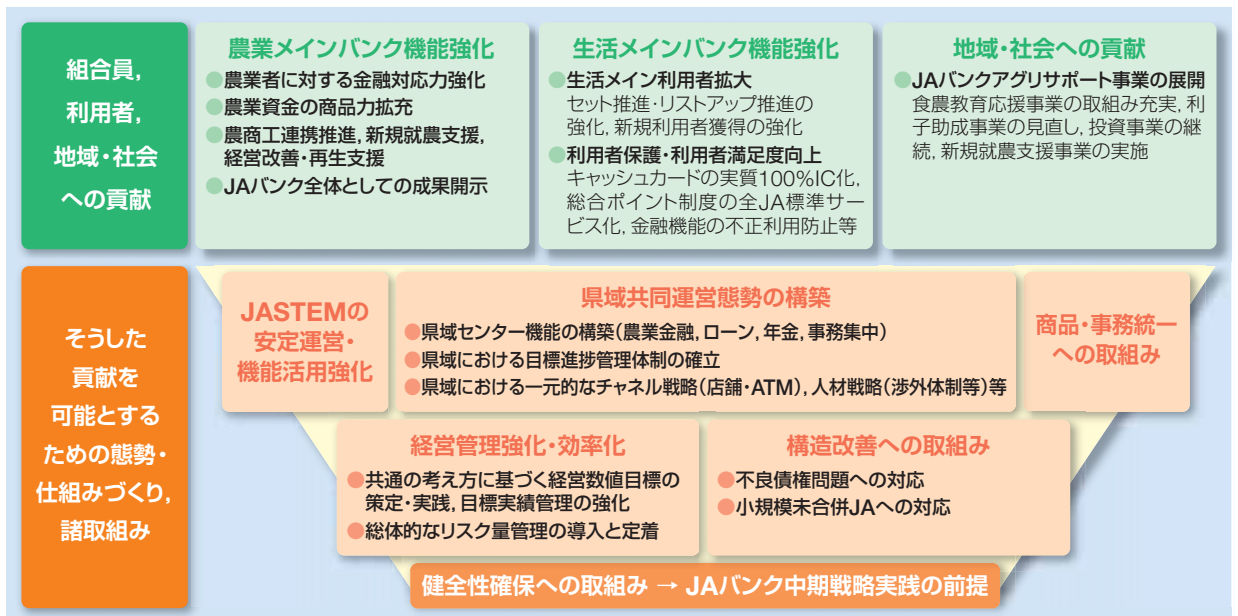 組合員,
利用者,
地域・社会
への貢献
農業メインバンク機能強化
●農業者に対する金融対応力強化
●農業資金の商品力拡充
●農商工連携推進, 新規就農支援,
経営改善・再生支援
●JAバンク全体としての成果開示
生活メインバンク機能強化
●生活メイン利用者拡大
セット推進・リストアップ推進の
強化, 新規利用者獲得の強化
●利用者保護・利用者満足度向上
キャッシュカードの実質100%IC化,
総合ポイント制度の全JA標準サー
ビス化, 金融機能の不正利用防止等
地域・社会への貢献
●JAバンクアグリサポート事業の展開
食農教育応援事業の取組み充実, 利
子助成事業の見直し, 投資事業の継
続, 新規就農支援事業の実施
そうした
貢献を
可能とする
ための態勢・
仕組みづくり,
諸取組み
JASTEMの
安定運営・
機能活用強化
県域共同運営態勢の構築
●県域センター機能の構築(農業金融, ローン, 年金, 事務集中)
●県域における目標進捗管理体制の確立
●県域における一元的なチャネル戦略(店舗・ATM), 人材戦略(渉外体制等)等
商品・事務統一
への取組み
経営管理強化・効率化
●共通の考え方に基づく経営数値目標の
策定・実践, 目標実績管理の強化
●総体的なリスク量管理の導入と定着
構造改善への取組み
●不良債権問題への対応
●小規模未合併JAへの対応
健全性確保への取組み → JAバンク中期戦略実践の前提